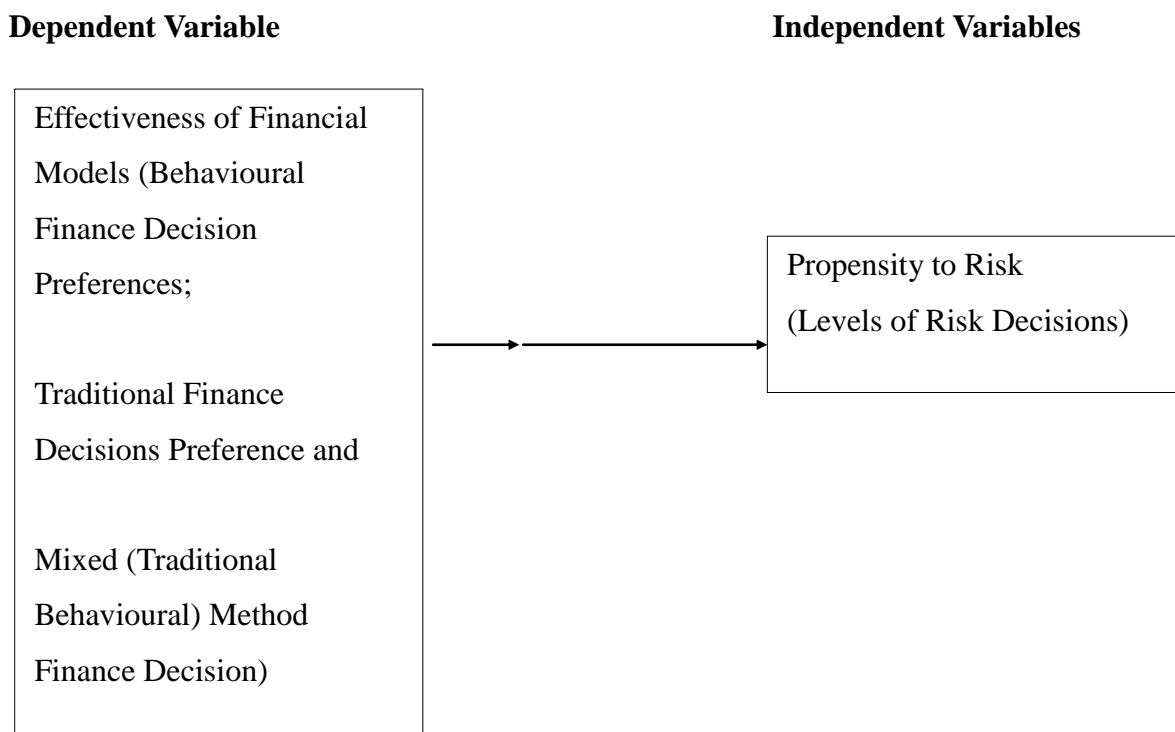 Dependent Variable
Independent Variables
Effectiveness of Financial
Models (Behavioural
Finance Decision
Preferences;
Traditional Finance
Decisions Preference and
Mixed (Traditional
Behavioural) Method
Finance Decision)
Propensity to Risk
(Levels of Risk Decisions)